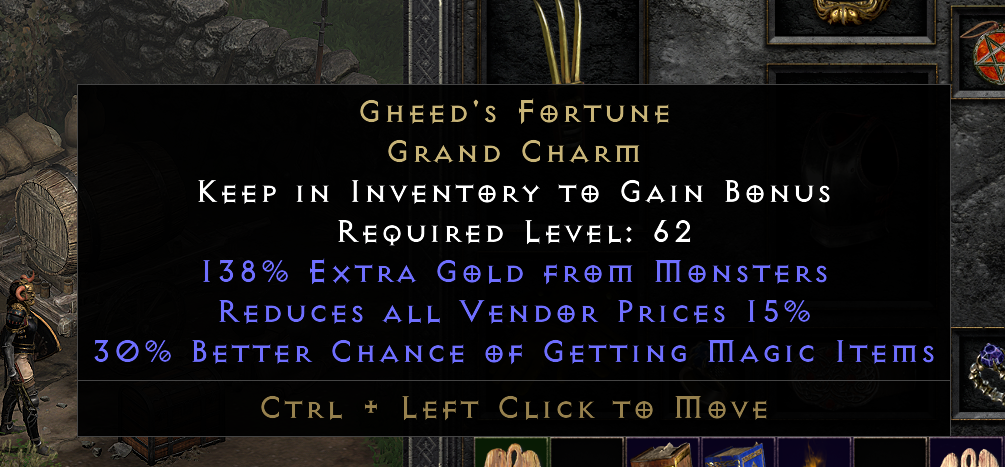 Gheed's Fortune
Grand Charm
Keep in Inventory to Gain Bonus
Required Level: 62
138% Extra Gold from Monsters
Reduces all Vendor Prices 15%
30% Better Chance of Getting Magic Items
Ctrl + Left Click to Move